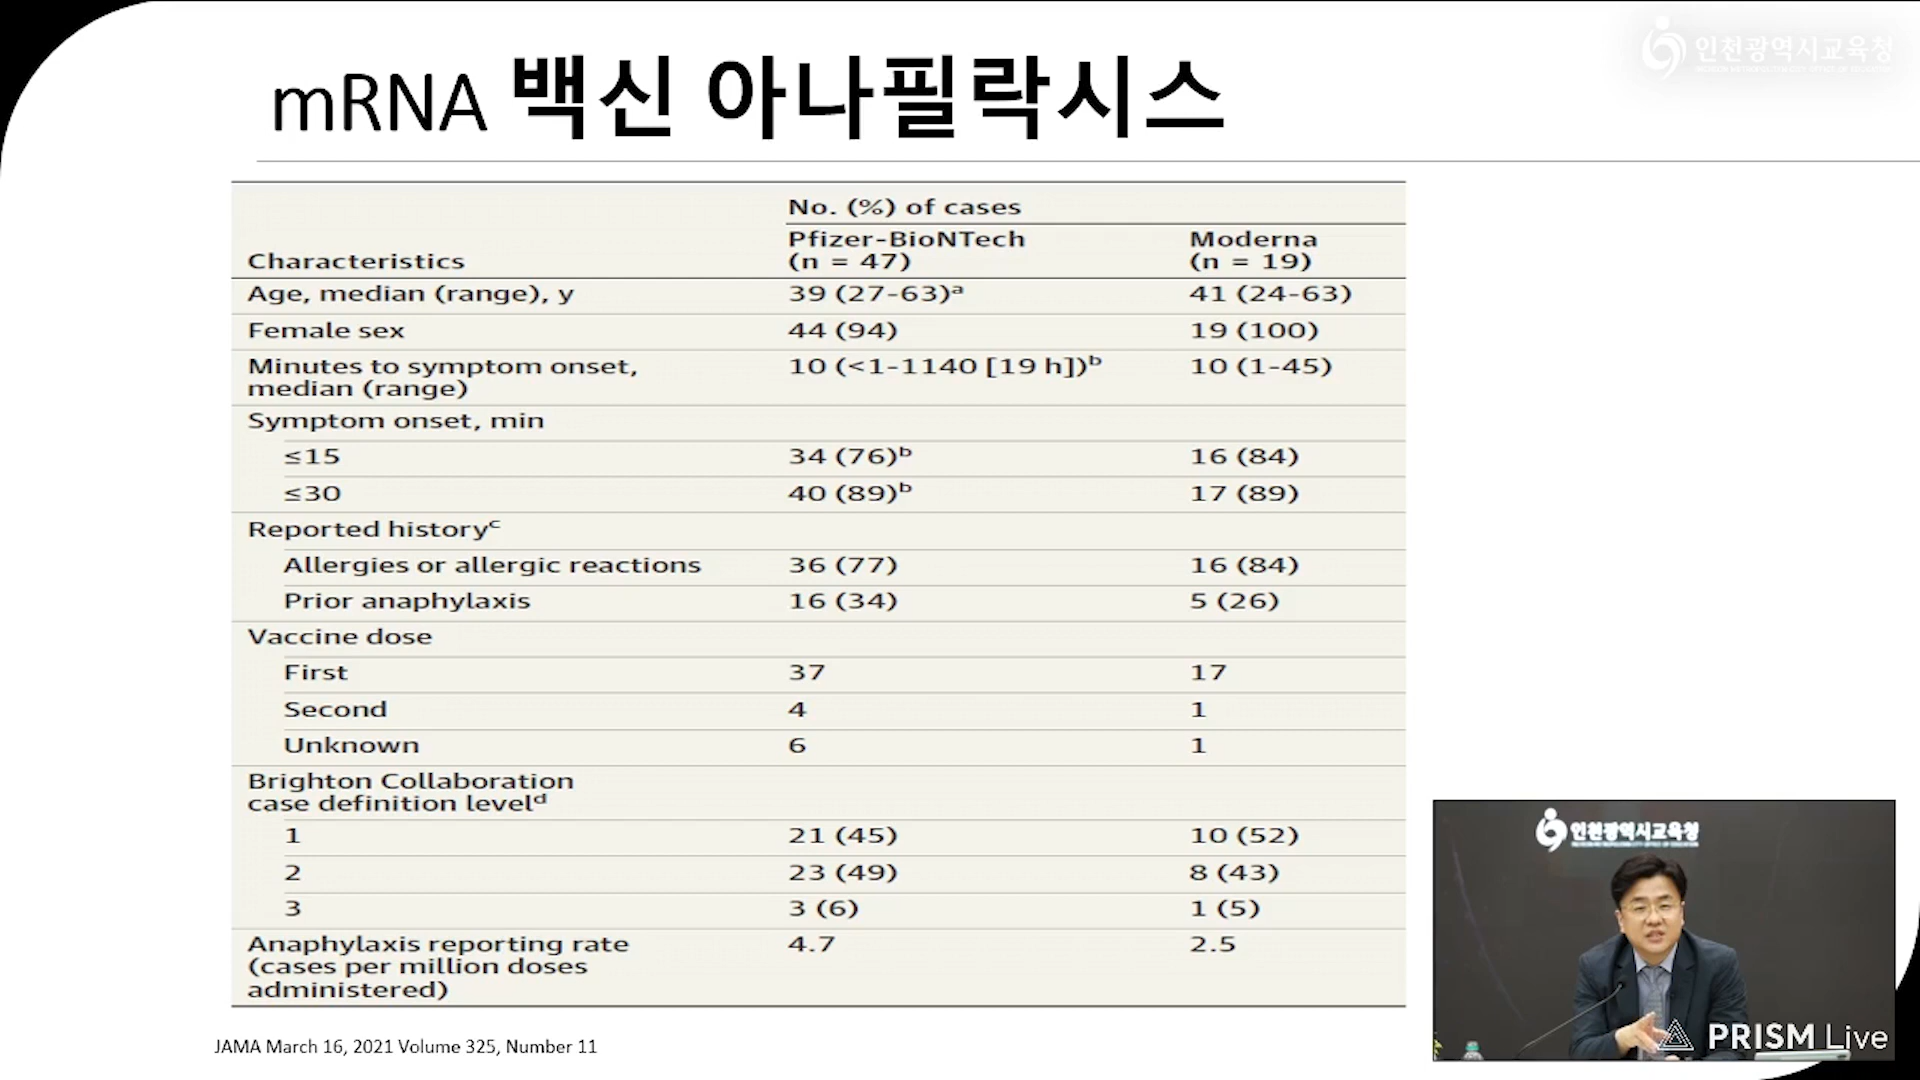 인천광역시교육청
mRNA 백신 아나필락시스
No. (%) of cases
Characteristics Pfizer-BioNTech (n = 47) Moderna (n = 19)
Age, median (range), y 39 (27-63)ᵃ 41 (24-63)
Female sex 44 (94) 19 (100)
Minutes to symptom onset, median (range) 10 (<1-1140 [19 h])ᵇ 10 (1-45)
Symptom onset, min
≤15 34 (76)ᵇ 16 (84)
≤30 40 (89)ᵇ 17 (89)
Reported historyᶜ
Allergies or allergic reactions 36 (77) 16 (84)
Prior anaphylaxis 16 (34) 5 (26)
Vaccine dose
First 37 17
Second 4 1
Unknown 6 1
Brighton Collaboration
case definition levelᵈ
1 21 (45) 10 (52)
2 23 (49) 8 (43)
3 3 (6) 1 (5)
Anaphylaxis reporting rate (cases per million doses administered) 4.7 2.5
JAMA March 16, 2021 Volume 325, Number 11
인천광역시교육청
PRISM Live